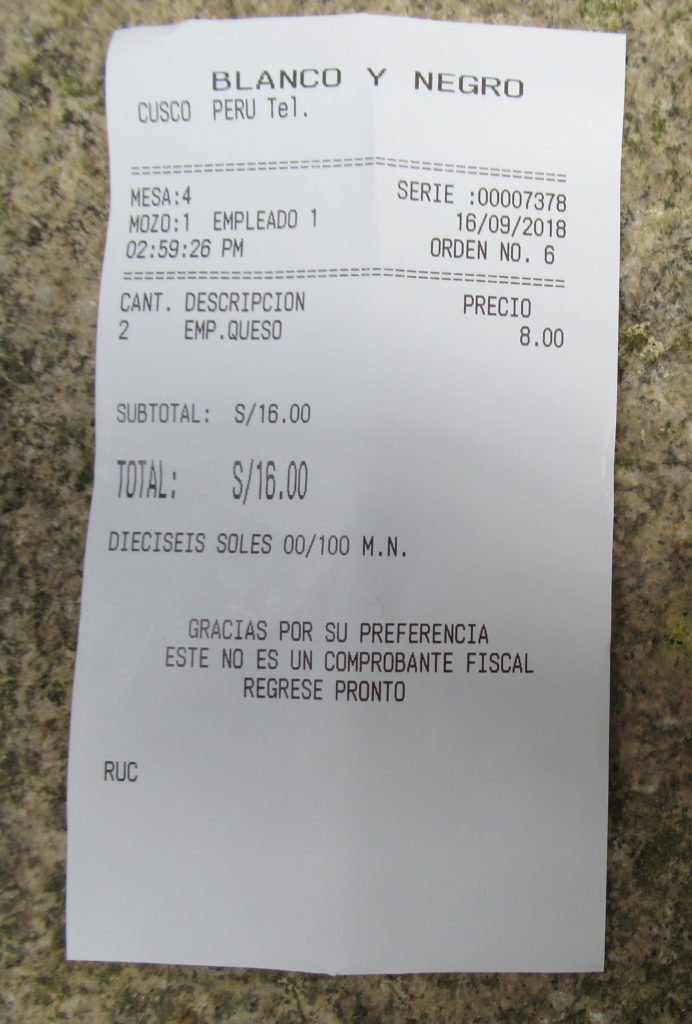 BLANCO Y NEGRO
CUSCO PERU Tel.
==================================================
MESA:4 SERIE :00007378
MOZO:1 EMPLEADO 1 16/09/2018
02:59:26 PM ORDEN NO. 6
==================================================
CANT. DESCRIPCION PRECIO
2 EMP.QUESO 8.00
SUBTOTAL: S/16.00
TOTAL: S/16.00
DIECISEIS SOLES 00/100 M.N.
GRACIAS POR SU PREFERENCIA
ESTE NO ES UN COMPROBANTE FISCAL
REGRESE PRONTO
RUC